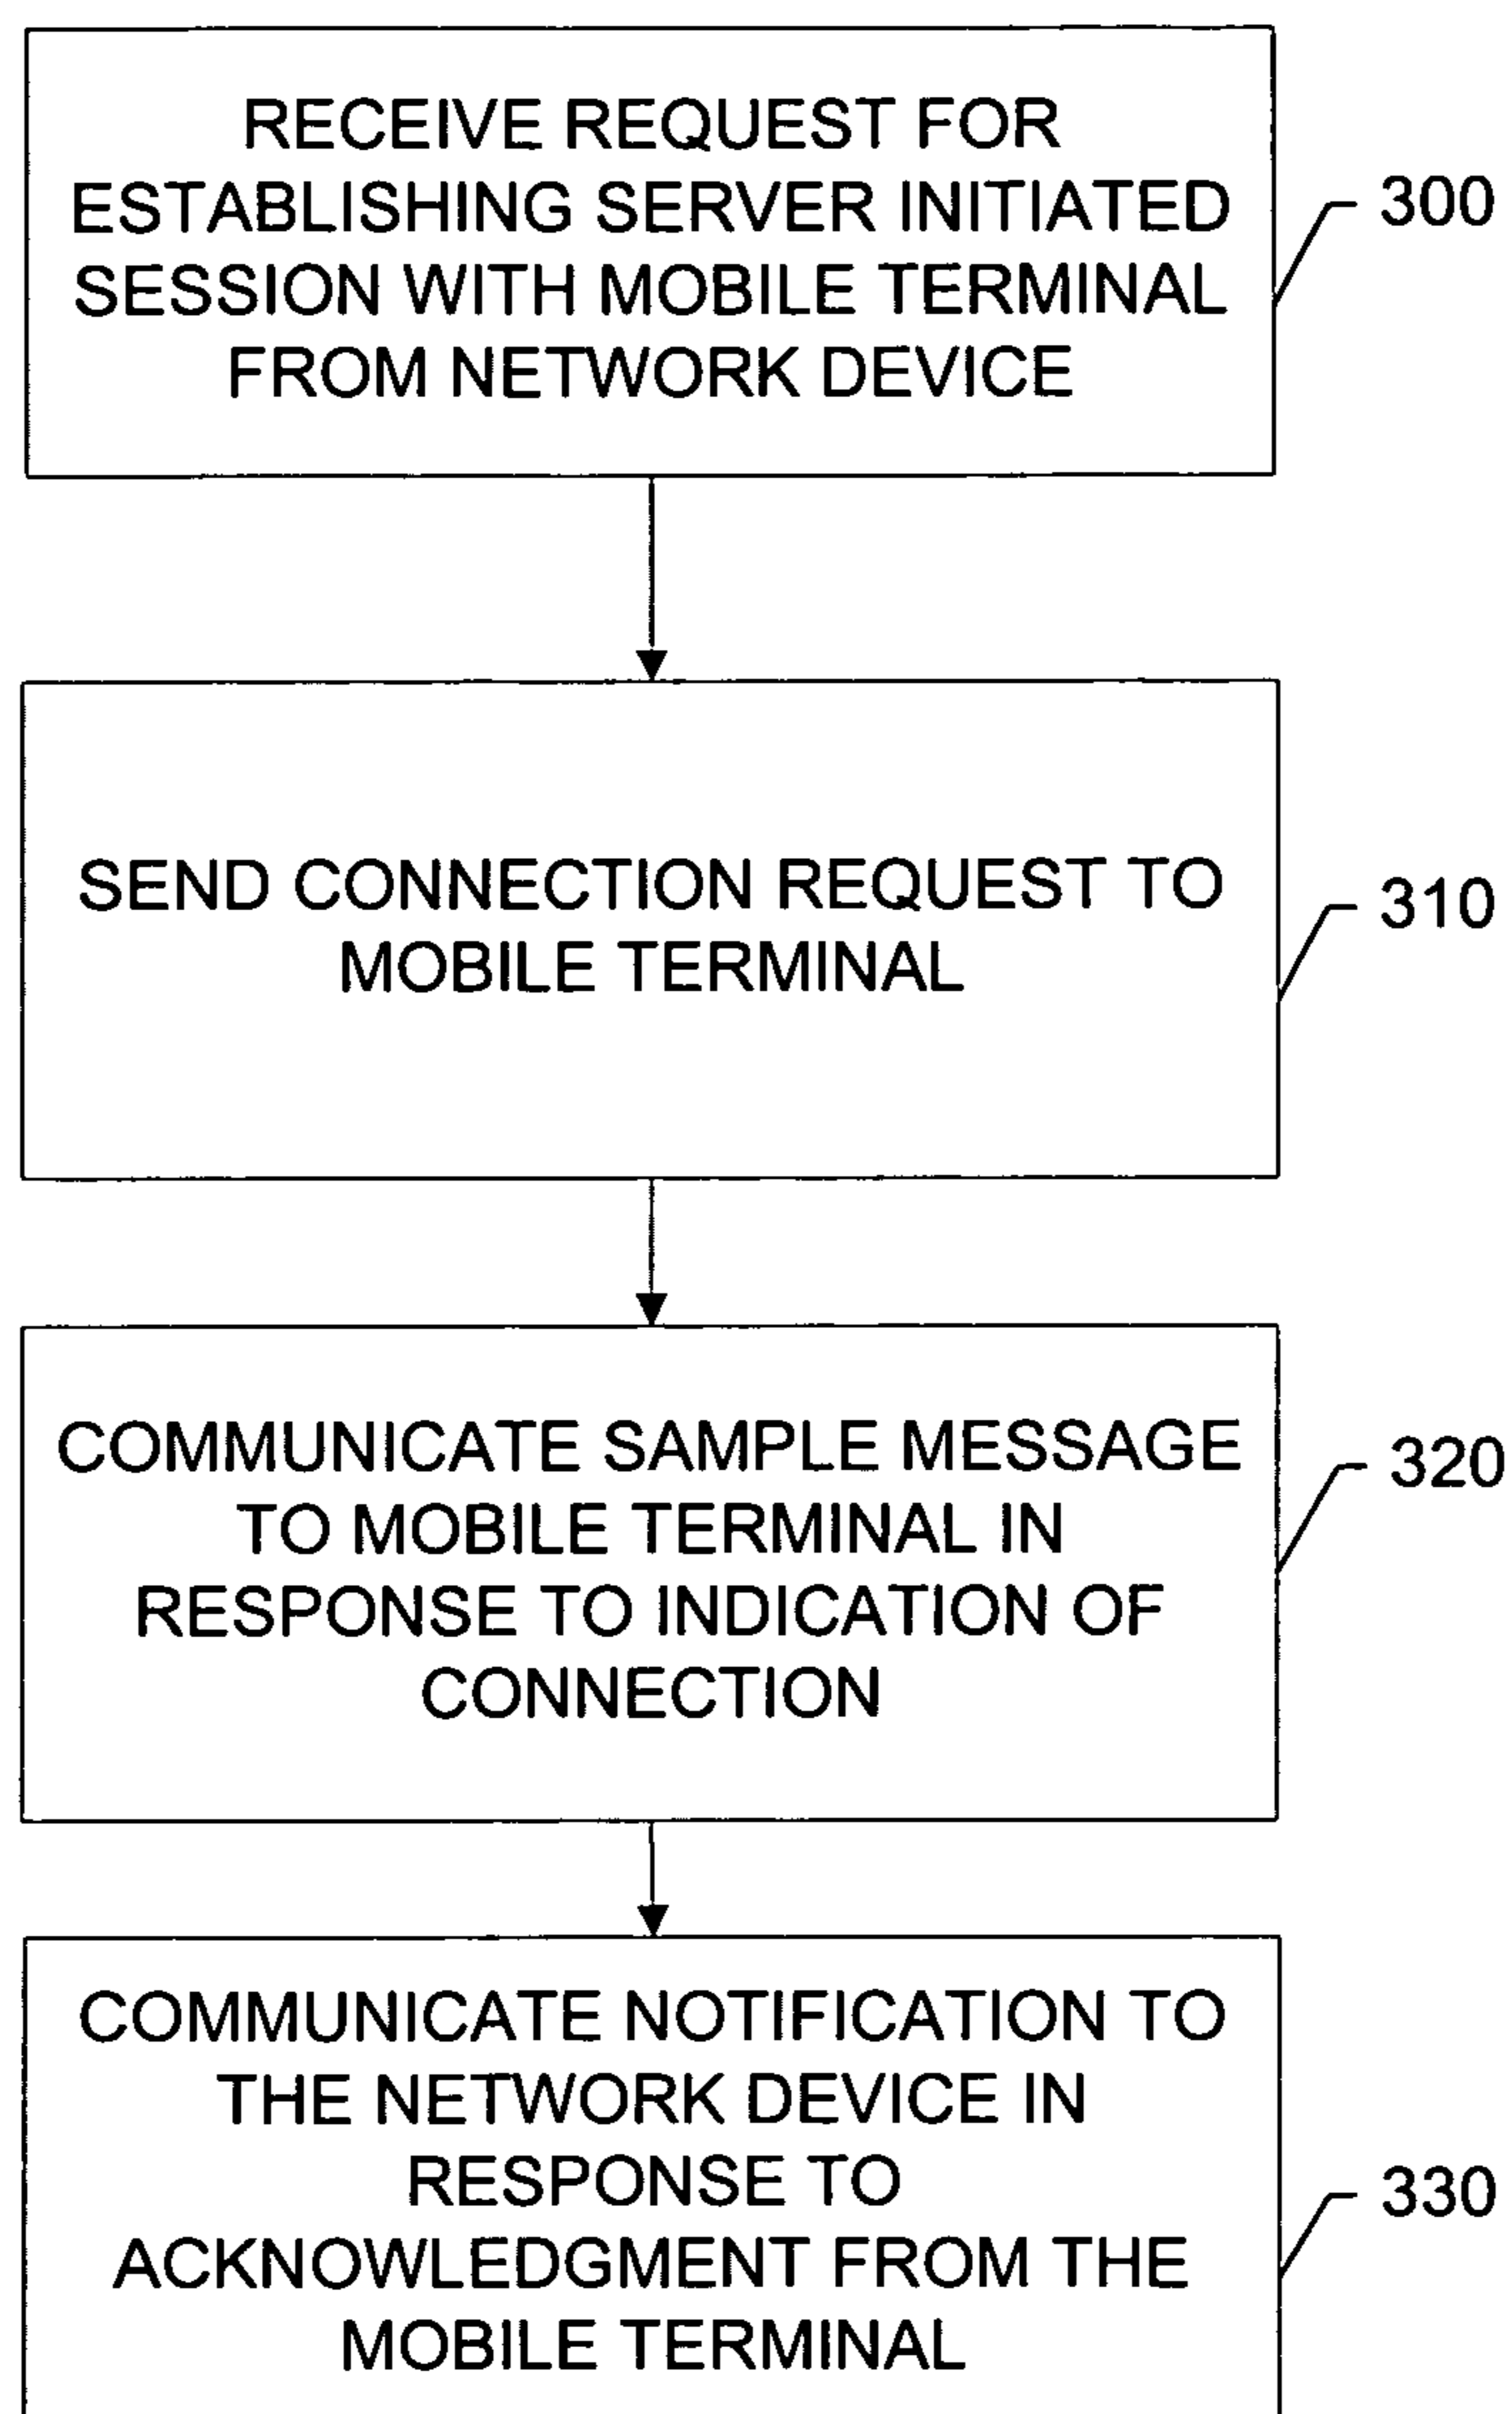 RECEIVE REQUEST FOR
ESTABLISHING SERVER INITIATED
SESSION WITH MOBILE TERMINAL
FROM NETWORK DEVICE
300
SEND CONNECTION REQUEST TO
MOBILE TERMINAL
310
COMMUNICATE SAMPLE MESSAGE
TO MOBILE TERMINAL IN
RESPONSE TO INDICATION OF
CONNECTION
320
COMMUNICATE NOTIFICATION TO
THE NETWORK DEVICE IN
RESPONSE TO
ACKNOWLEDGMENT FROM THE
MOBILE TERMINAL
330